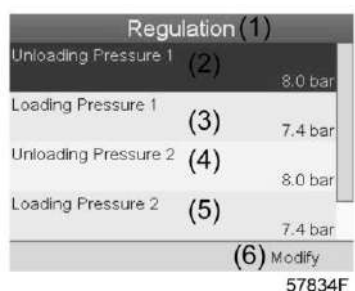 Regulation (1)
Unloading Pressure 1 (2)
8.0 bar
Loading Pressure 1 (3)
7.4 bar
Unloading Pressure 2 (4)
8.0 bar
Loading Pressure 2 (5)
7.4 bar
(6) Modify
57834F